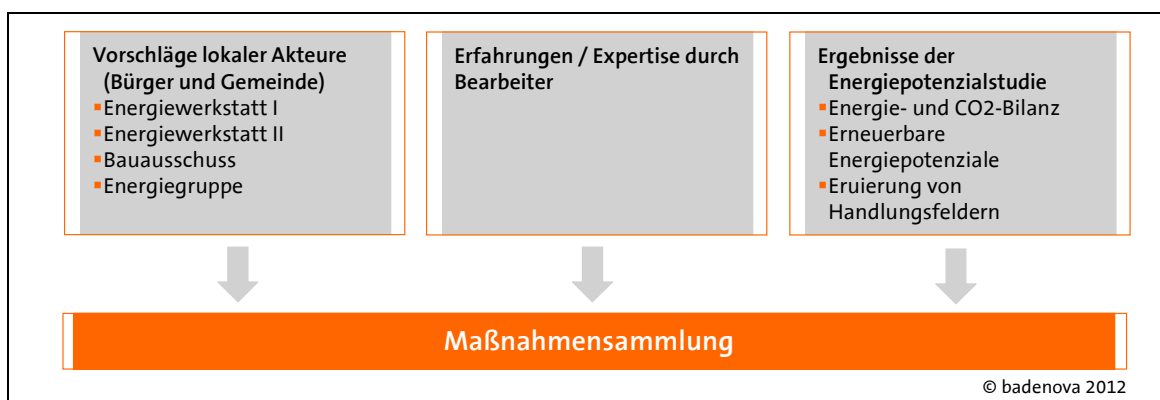 Vorschläge lokaler Akteure
(Bürger und Gemeinde)
▪Energiewerkstatt I
▪Energiewerkstatt II
▪Bauausschuss
▪Energiegruppe
Erfahrungen / Expertise durch
Bearbeiter
Ergebnisse der
Energiepotenzialstudie
▪Energie- und CO2-Bilanz
▪Erneuerbare
Energiepotenziale
▪Eruierung von
Handlungsfeldern
Maßnahmensammlung
© badenova 2012